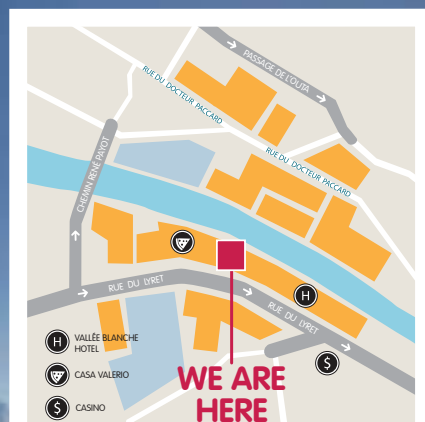 PASSAGE DE L'OUTA
RUE DU DOCTEUR PACCARD
RUE DU DOCTEUR PACCARD
CHEMIN RENÉ PAYOT
RUE DU LYRET
H
RUE DU LYRET
H VALLÉE BLANCHE
HOTEL
CASA VALERIO
$ CASINO
$
WE ARE
HERE